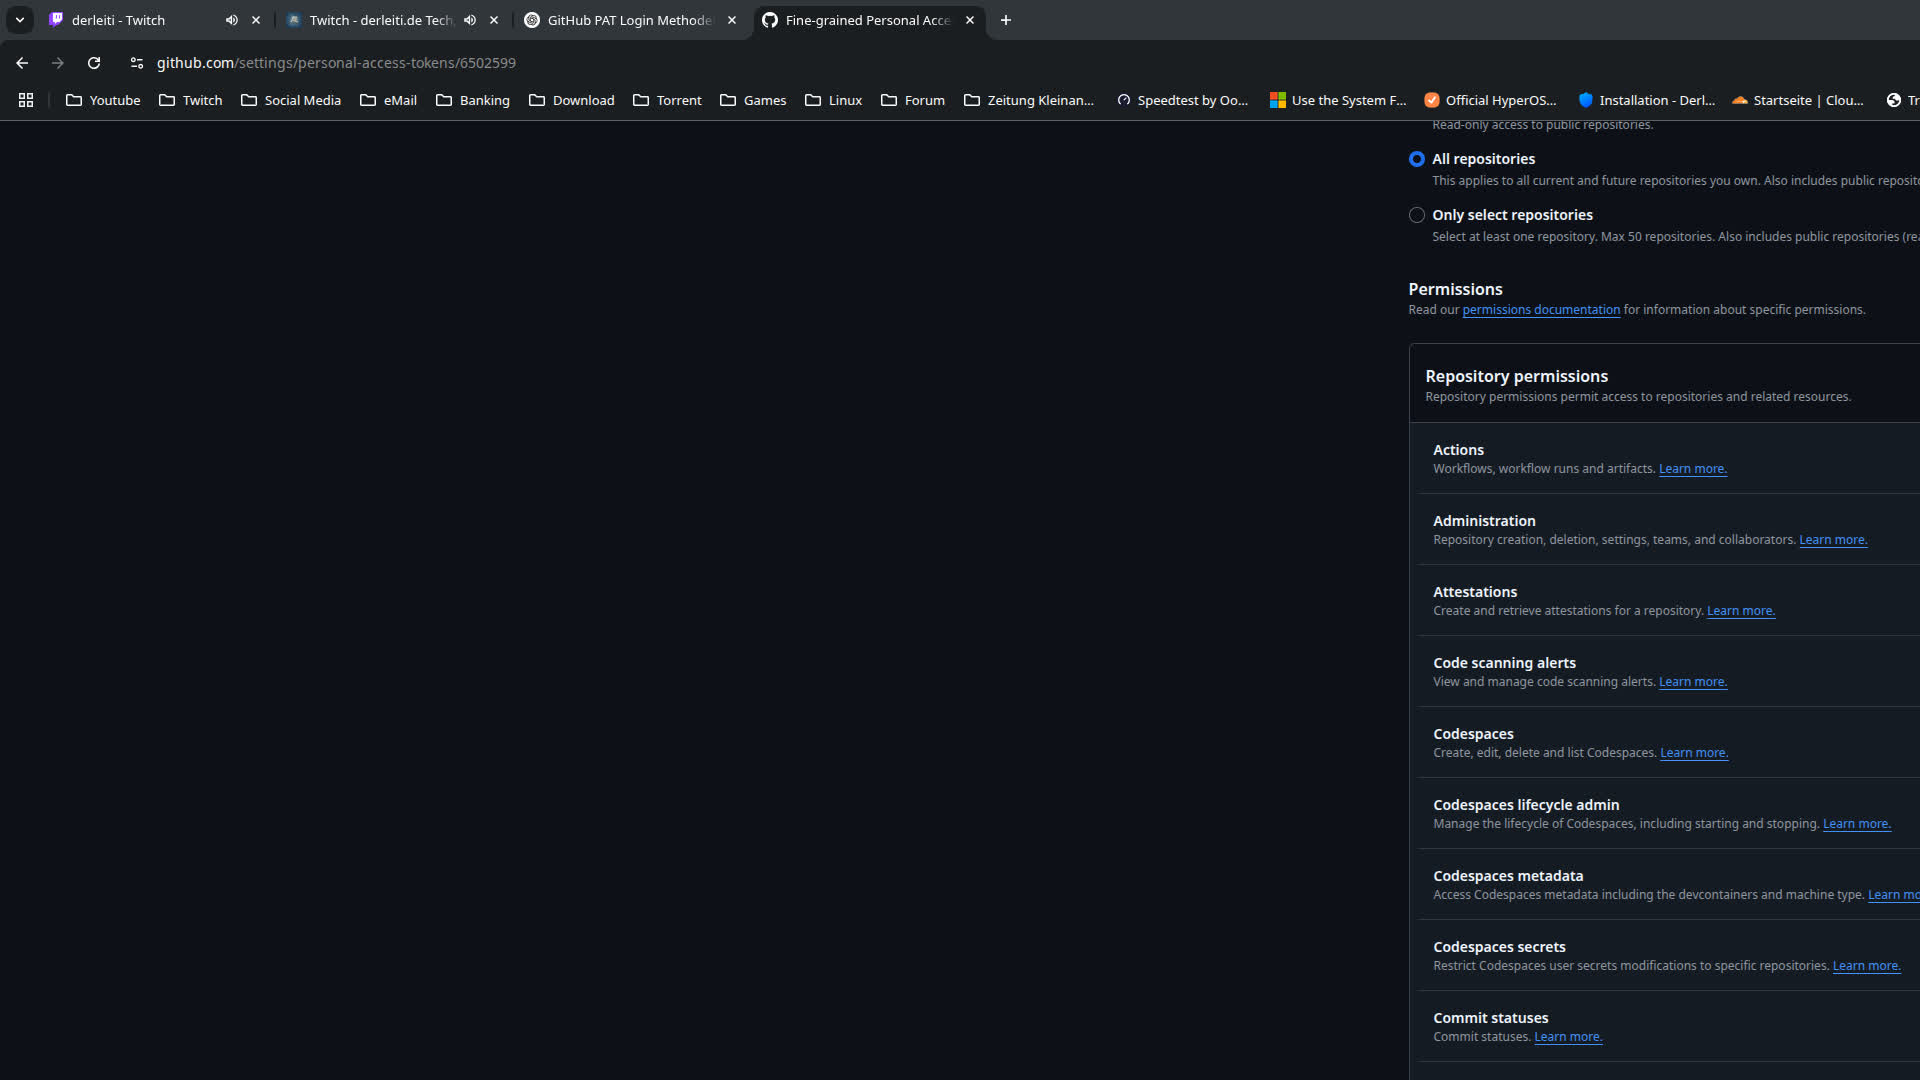 derleiti - Twitch
Twitch - derleiti.de Tech
GitHub PAT Login Methode
Fine-grained Personal Acce
github.com/settings/personal-access-tokens/6502599
Youtube
Twitch
Social Media
eMail
Banking
Download
Torrent
Games
Linux
Forum
Zeitung Kleinan...
Speedtest by Oo...
Use the System F...
Official HyperOS...
Installation - Derl...
Startseite | Clou...
Tr
Read-only access to public repositories.
All repositories
This applies to all current and future repositories you own. Also includes public reposito
Only select repositories
Select at least one repository. Max 50 repositories. Also includes public repositories (rea
Permissions
Read our permissions documentation for information about specific permissions.
Repository permissions
Repository permissions permit access to repositories and related resources.
Actions
Workflows, workflow runs and artifacts. Learn more.
Administration
Repository creation, deletion, settings, teams, and collaborators. Learn more.
Attestations
Create and retrieve attestations for a repository. Learn more.
Code scanning alerts
View and manage code scanning alerts. Learn more.
Codespaces
Create, edit, delete and list Codespaces. Learn more.
Codespaces lifecycle admin
Manage the lifecycle of Codespaces, including starting and stopping. Learn more.
Codespaces metadata
Access Codespaces metadata including the devcontainers and machine type. Learn mo
Codespaces secrets
Restrict Codespaces user secrets modifications to specific repositories. Learn more.
Commit statuses
Commit statuses. Learn more.